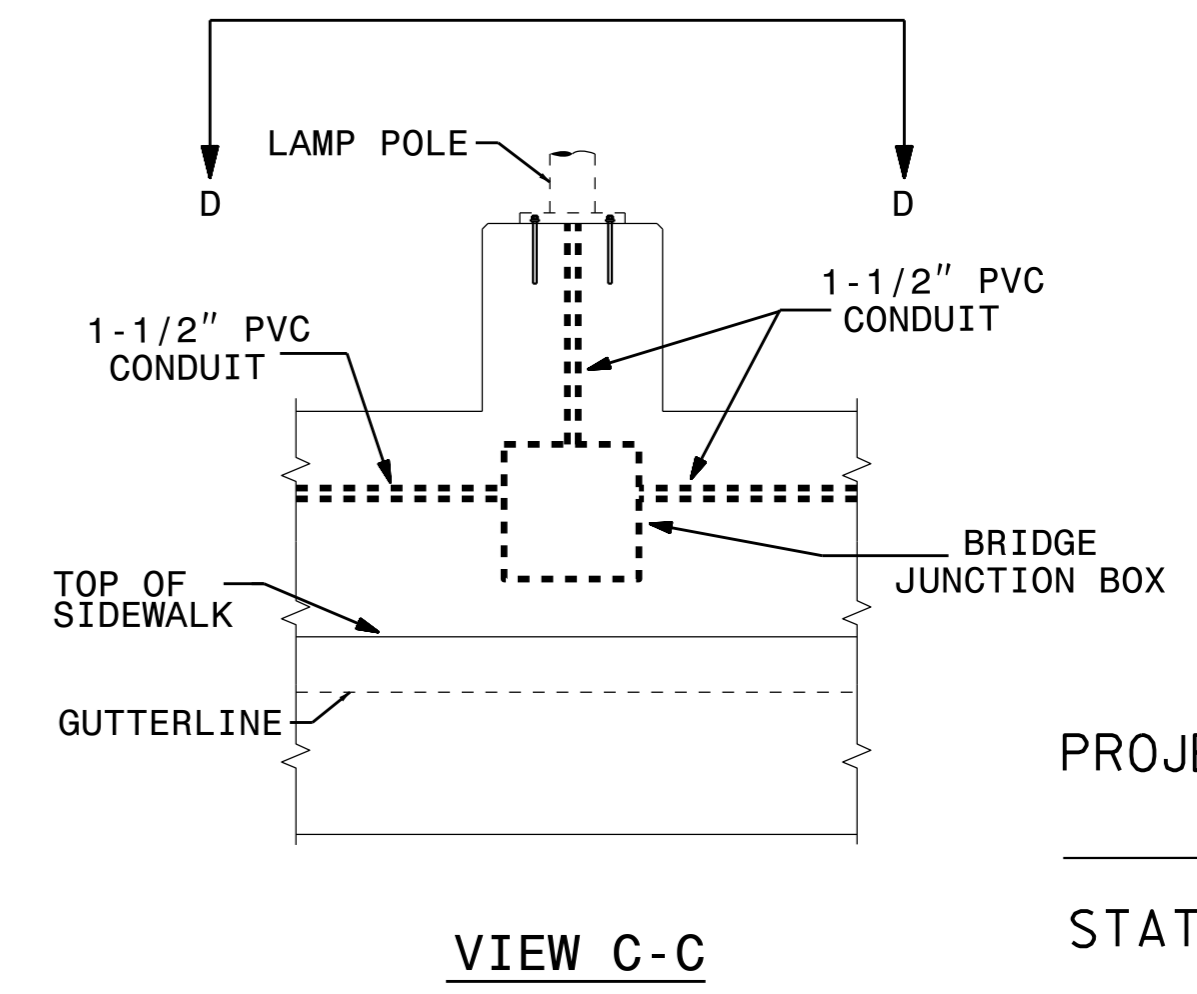 LAMP POLE
D
D
1-1/2" PVC
CONDUIT
1-1/2" PVC
CONDUIT
BRIDGE
JUNCTION BOX
TOP OF
SIDEWALK
GUTTERLINE
VIEW C-C